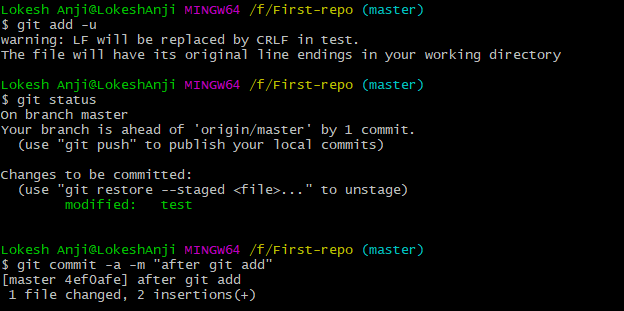 Lokesh Anji@LokeshAnji MINGW64 /f/First-repo (master)
$ git add -u
warning: LF will be replaced by CRLF in test.
The file will have its original line endings in your working directory
Lokesh Anji@LokeshAnji MINGW64 /f/First-repo (master)
$ git status
On branch master
Your branch is ahead of 'origin/master' by 1 commit.
  (use "git push" to publish your local commits)
Changes to be committed:
  (use "git restore --staged <file>..." to unstage)
        modified:   test
Lokesh Anji@LokeshAnji MINGW64 /f/First-repo (master)
$ git commit -a -m "after git add"
[master 4ef0afe] after git add
 1 file changed, 2 insertions(+)